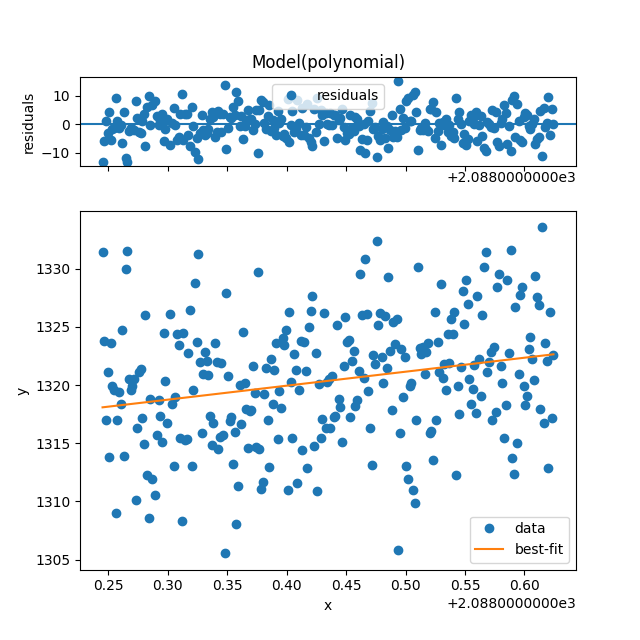 Model(polynomial)
residuals
10
0
−10
residuals
+2.0880000000e3
1330
1325
1320
1315
1310
1305
y
data
best-fit
0.25 0.30 0.35 0.40 0.45 0.50 0.55 0.60
x
+2.0880000000e3